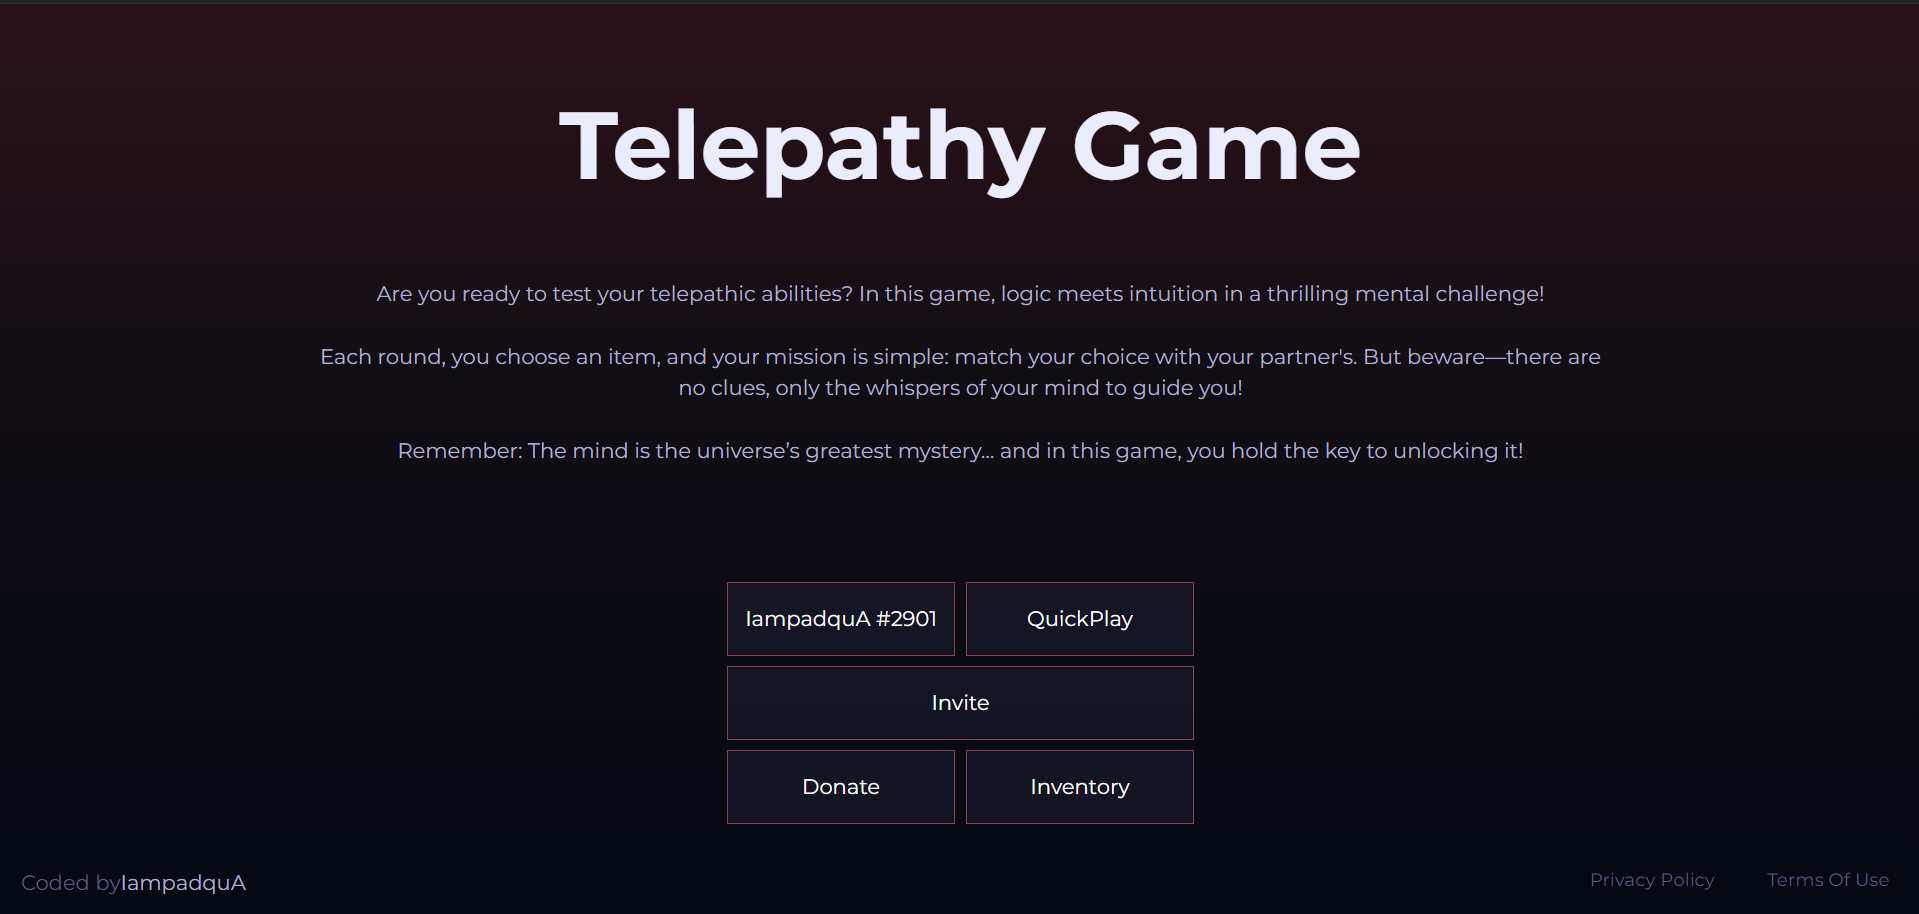 Telepathy Game
Are you ready to test your telepathic abilities? In this game, logic meets intuition in a thrilling mental challenge!
Each round, you choose an item, and your mission is simple: match your choice with your partner's. But beware—there are
no clues, only the whispers of your mind to guide you!
Remember: The mind is the universe’s greatest mystery... and in this game, you hold the key to unlocking it!
IampadquA #2901
QuickPlay
Invite
Donate
Inventory
Coded byIampadquA
Privacy Policy
Terms Of Use